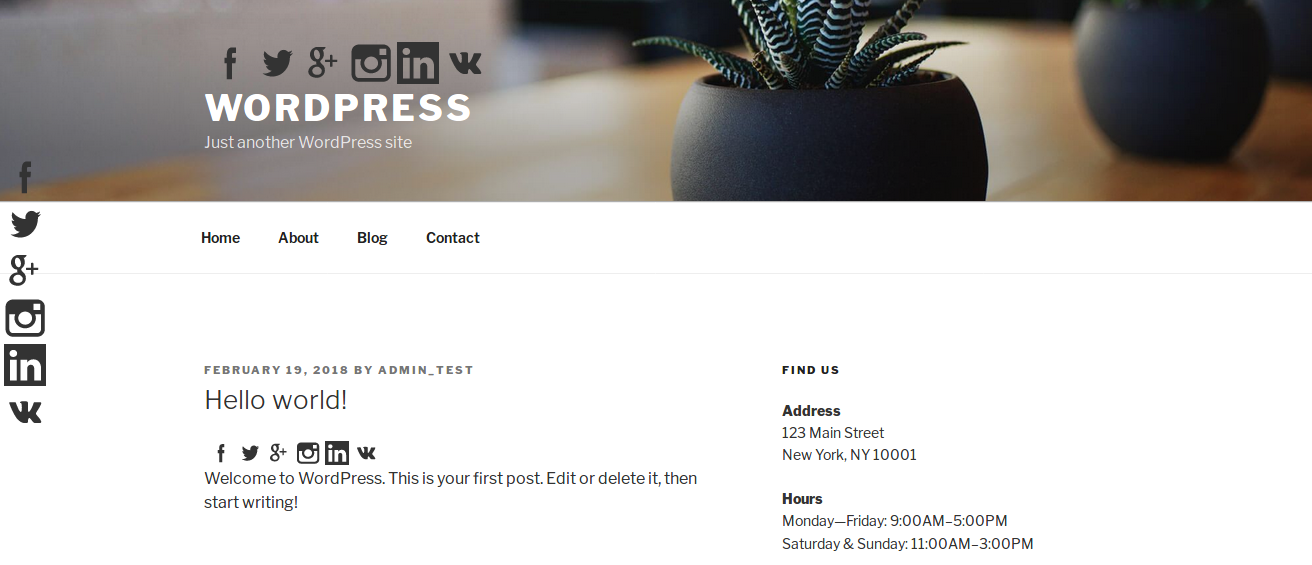 WORDPRESS
Just another WordPress site
Home About Blog Contact
FEBRUARY 19, 2018 BY ADMIN_TEST
Hello world!
Welcome to WordPress. This is your first post. Edit or delete it, then
start writing!
FIND US
Address
123 Main Street
New York, NY 10001
Hours
Monday—Friday: 9:00AM–5:00PM
Saturday & Sunday: 11:00AM–3:00PM